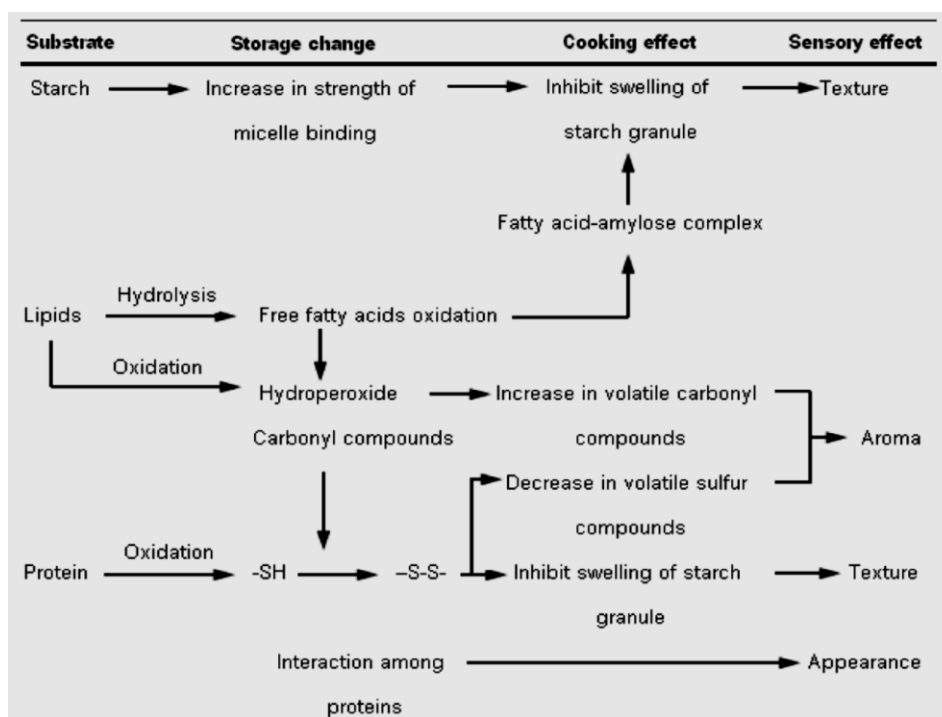 Substrate Storage change Cooking effect Sensory effect
Starch Increase in strength of Inhibit swelling of Texture
micelle binding starch granule
Fatty acid-amylose complex
Hydrolysis
Lipids Free fatty acids oxidation
Oxidation
Hydroperoxide Increase in volatile carbonyl
Carbonyl compounds compounds Aroma
Decrease in volatile sulfur
compounds
Oxidation
Protein -SH –S-S- Inhibit swelling of starch Texture
granule
Interaction among Appearance
proteins